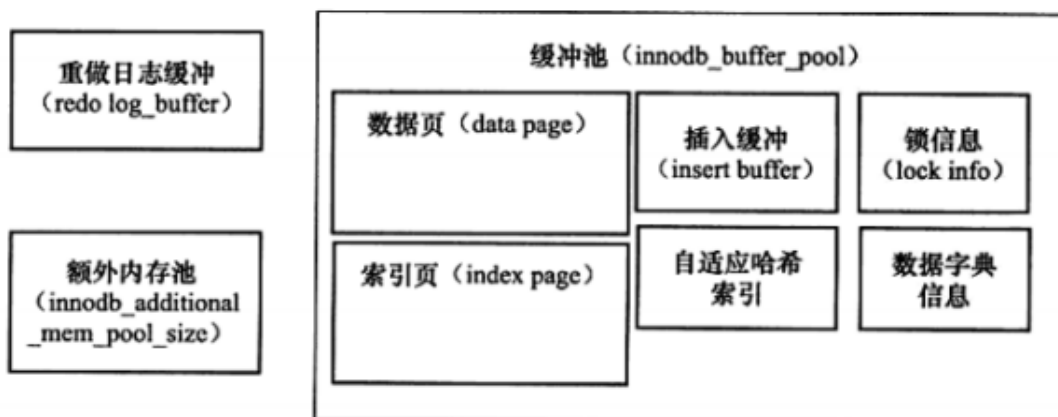 重做日志缓冲
（redo log_buffer）
额外内存池
（innodb_additional
_mem_pool_size）
缓冲池（innodb_buffer_pool）
数据页（data page）
插入缓冲
（insert buffer）
锁信息
（lock info）
索引页（index page）
自适应哈希
索引
数据字典
信息